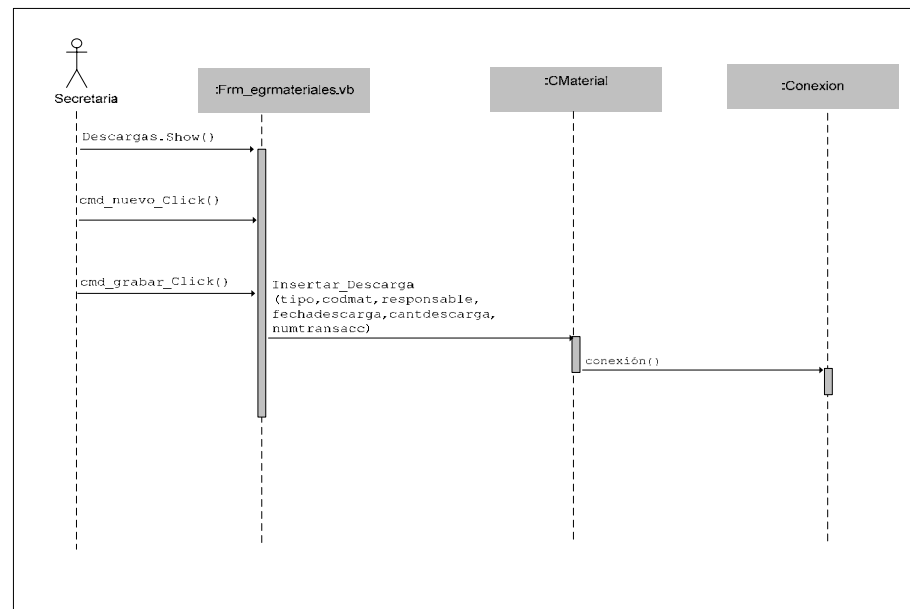 Secretaria
:Frm_egrmateriales.vb
:CMaterial
:Conexion
Descargas.Show()
cmd_nuevo_Click()
cmd_grabar_Click()
Insertar_Descarga
(tipo,codmat,responsable,
fechadescarga,cantdescarga,
numtransacc)
conexión()